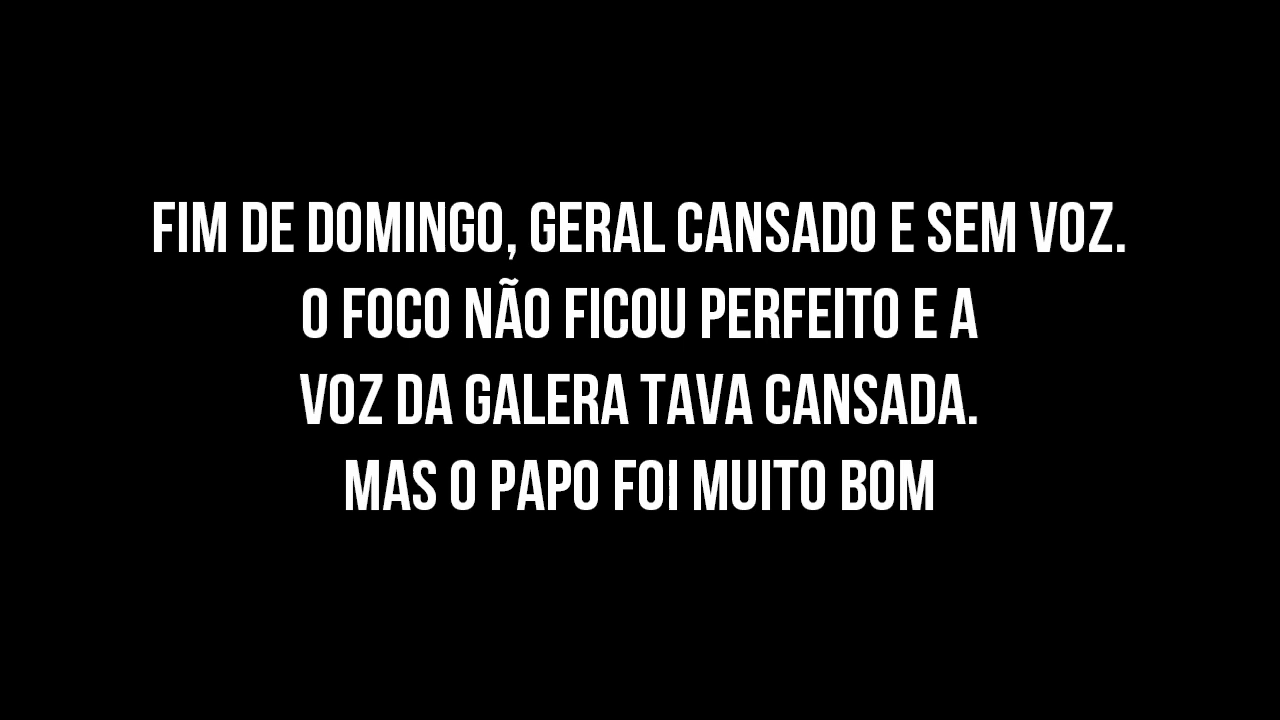 FIM DE DOMINGO, GERAL CANSADO E SEM VOZ.
O FOCO NÃO FICOU PERFEITO E A
VOZ DA GALERA TAVA CANSADA.
MAS O PAPO FOI MUITO BOM